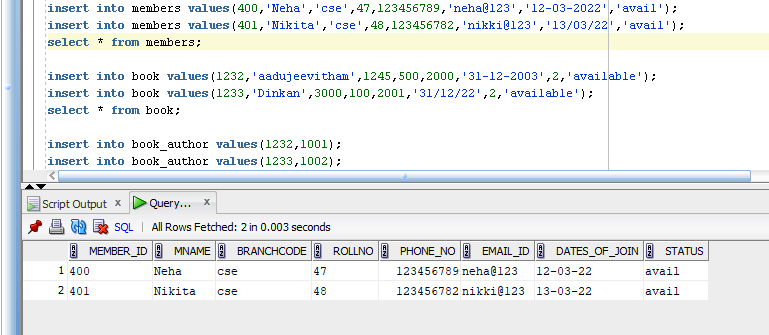 insert into members values(400,'Neha','cse',47,123456789,'neha@123','12-03-2022','avail');
insert into members values(401,'Nikita','cse',48,123456782,'nikki@123','13/03/22','avail');
select * from members;
insert into book values(1232,'aadujeevitham',1245,500,2000,'31-12-2003',2,'available');
insert into book values(1233,'Dinkan',3000,100,2001,'31/12/22',2,'available');
select * from book;
insert into book_author values(1232,1001);
insert into book_author values(1233,1002);
Script Output x Query... x
SQL | All Rows Fetched: 2 in 0.003 seconds
MEMBER_ID MNAME BRANCHCODE ROLLNO PHONE_NO EMAIL_ID DATES_OF_JOIN STATUS
1 400 Neha cse 47 123456789 neha@123 12-03-22 avail
2 401 Nikita cse 48 123456782 nikki@123 13-03-22 avail